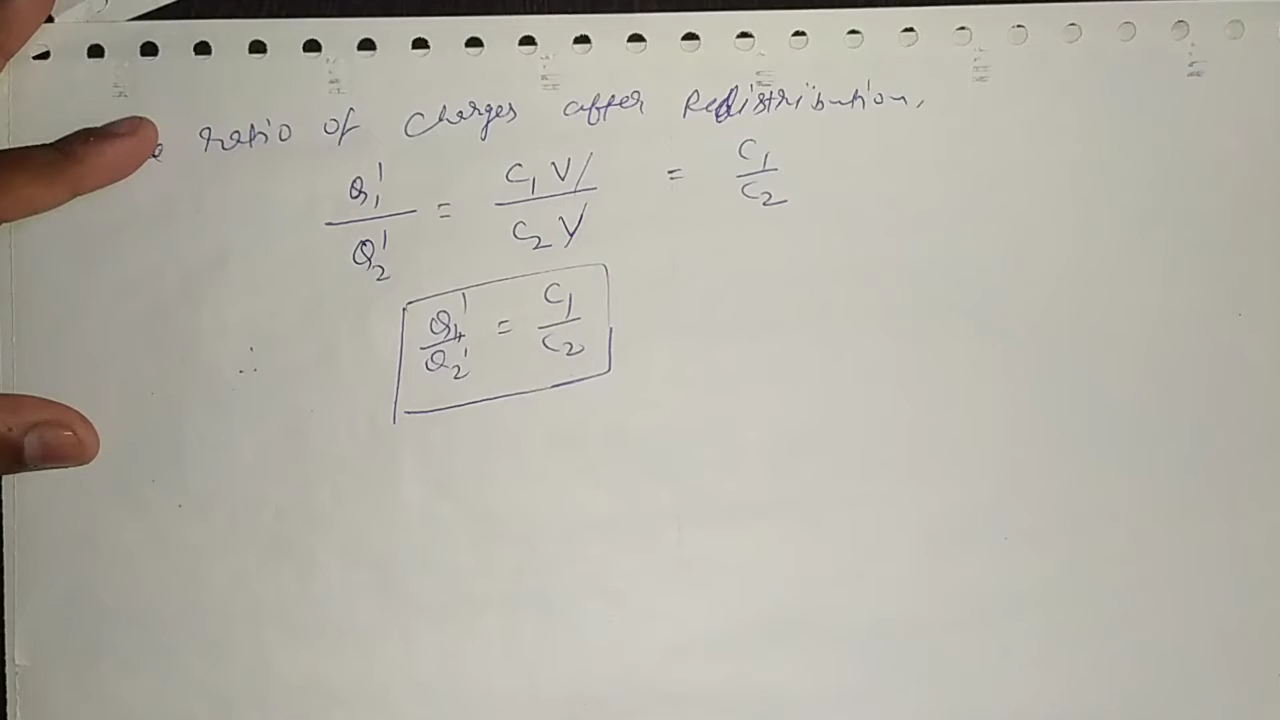 ratio of charges after Redistribution,
Q₁' / Q₂' = C₁V / C₂V = C₁ / C₂
∴ Q₁' / Q₂' = C₁ / C₂